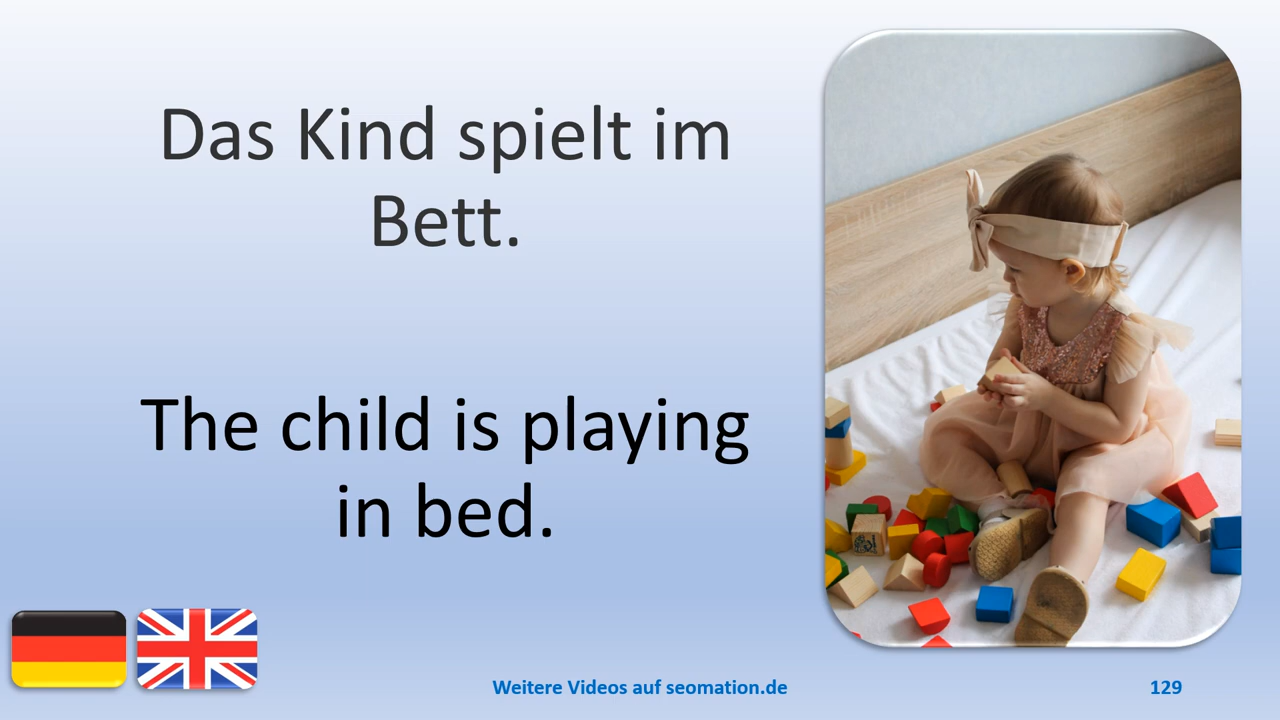 Das Kind spielt im
Bett.
The child is playing
in bed.
Weitere Videos auf seomation.de
129